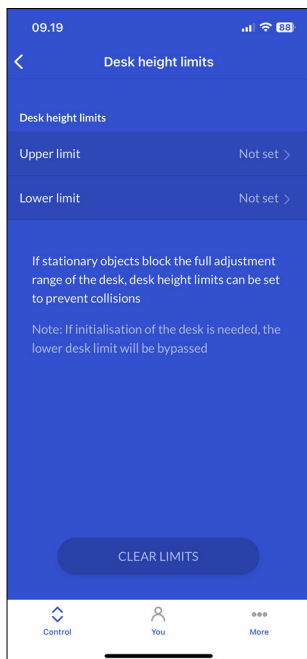 09.19 88
Desk height limits
Desk height limits
Upper limit Not set
Lower limit Not set
If stationary objects block the full adjustment
range of the desk, desk height limits can be set
to prevent collisions
Note: If initialisation of the desk is needed, the
lower desk limit will be bypassed
CLEAR LIMITS
Control You More